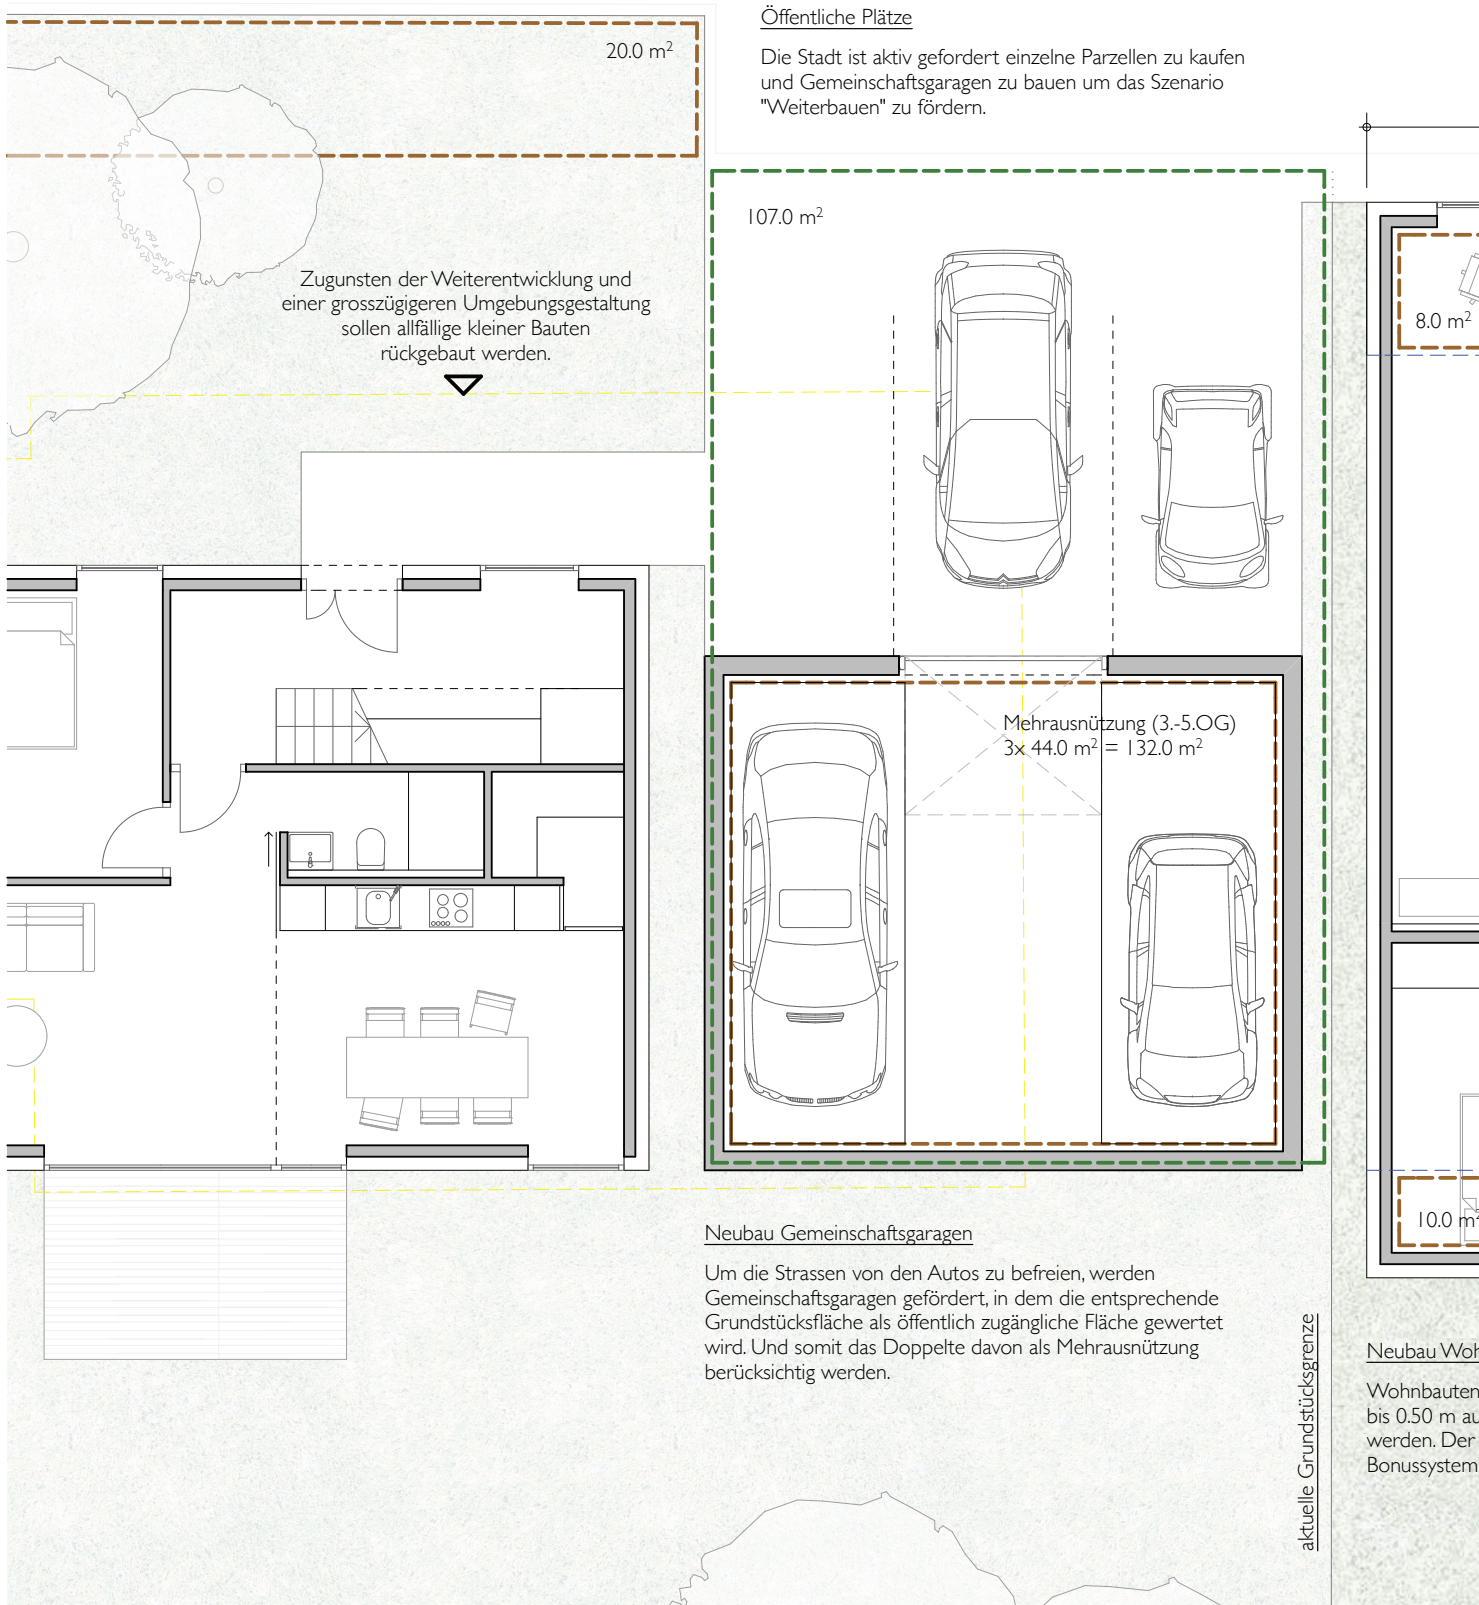 Öffentliche Plätze
Die Stadt ist aktiv gefordert einzelne Parzellen zu kaufen
und Gemeinschaftsgaragen zu bauen um das Szenario
"Weiterbauen" zu fördern.
20.0 m²
107.0 m²
Zugunsten der Weiterentwicklung und
einer grosszügigeren Umgebungsgestaltung
sollen allfällige kleiner Bauten
rückgebaut werden.
8.0 m²
Mehrausnützung (3.-5.OG)
3x 44.0 m² = 132.0 m²
10.0 m²
Neubau Gemeinschaftsgaragen
Um die Strassen von den Autos zu befreien, werden
Gemeinschaftsgaragen gefördert, in dem die entsprechende
Grundstücksfläche als öffentlich zugängliche Fläche gewertet
wird. Und somit das Doppelte davon als Mehrausnützung
berücksichtig werden.
aktuelle Grundstücksgrenze
Neubau Woh
Wohnbauten
bis 0.50 m au
werden. Der
Bonussystem